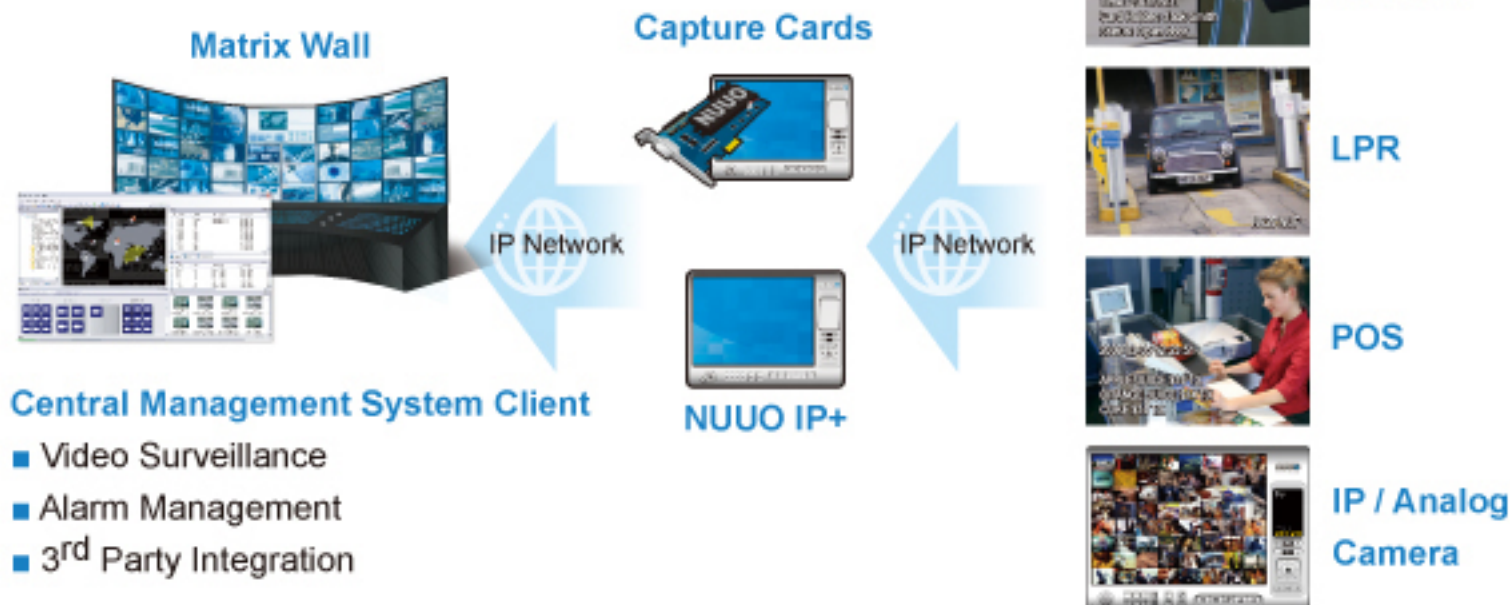 Matrix Wall
Capture Cards
NUUO
LPR
IP Network
IP Network
POS
Central Management System Client
NUUO IP+
Video Surveillance
Alarm Management
3rd Party Integration
IP / Analog
Camera